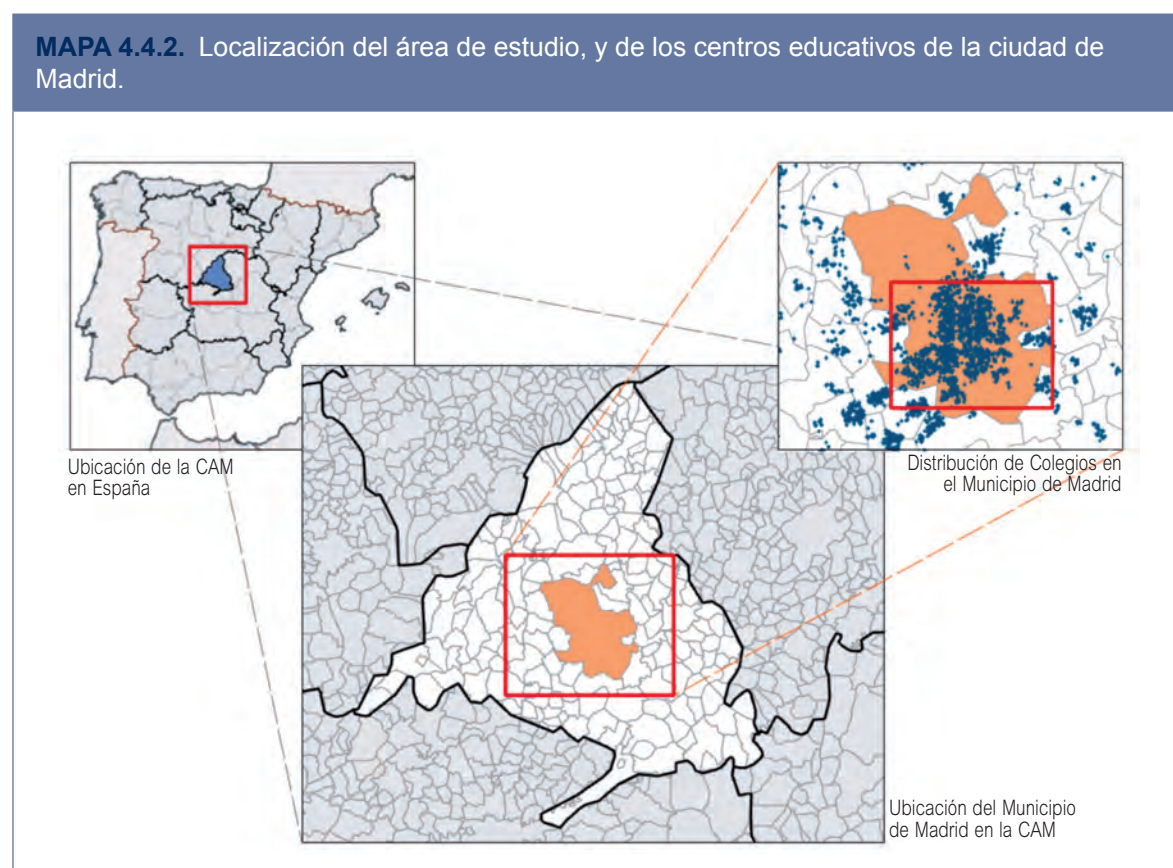 MAPA 4.4.2. Localización del área de estudio, y de los centros educativos de la ciudad de
Madrid.
Ubicación de la CAM
en España
Distribución de Colegios en
el Municipio de Madrid
Ubicación del Municipio
de Madrid en la CAM